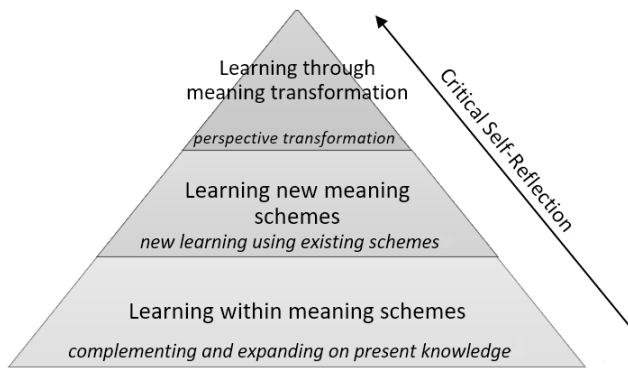 Learning through
meaning transformation
perspective transformation
Learning new meaning
schemes
new learning using existing schemes
Learning within meaning schemes
complementing and expanding on present knowledge
Critical Self-Reflection